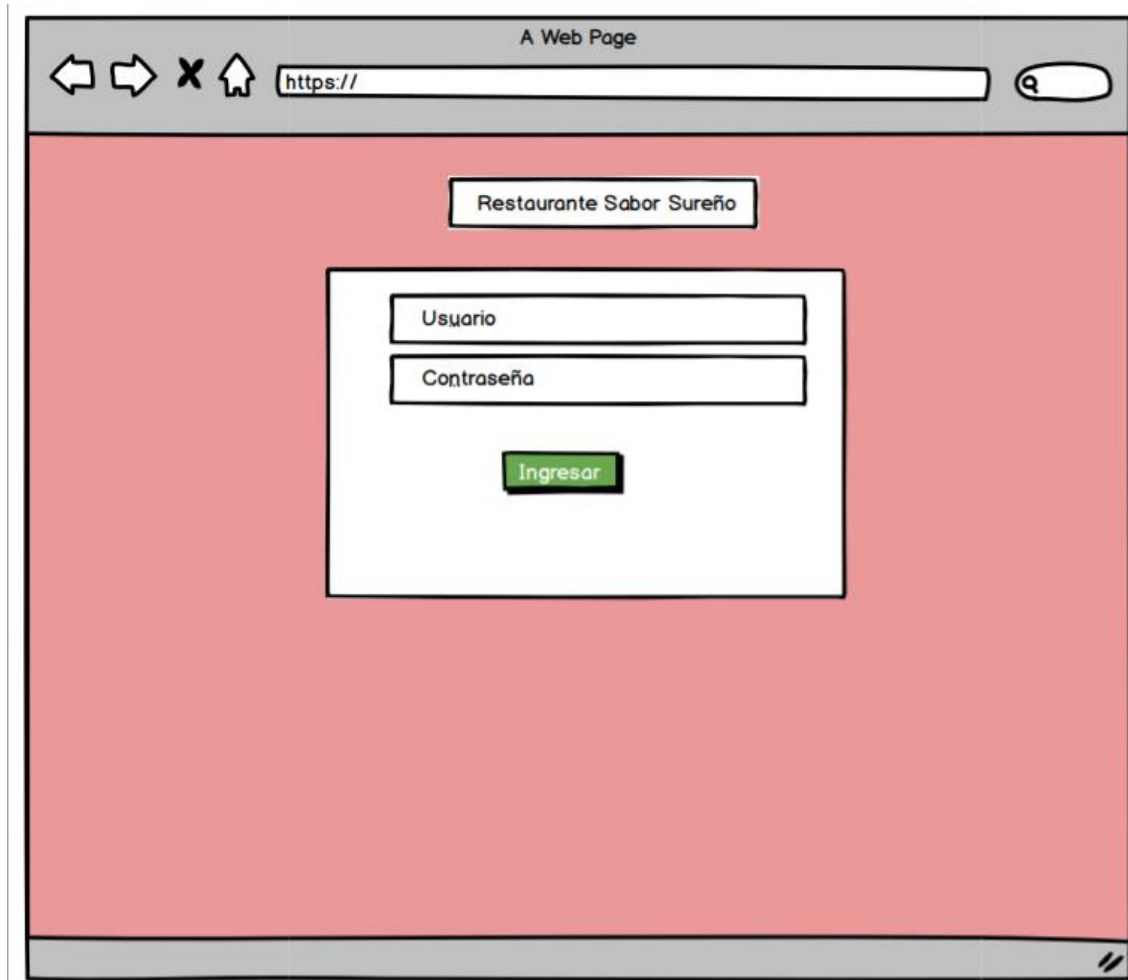 A Web Page
https://
Restaurante Sabor Sureño
Usuario
Contraseña
Ingresar